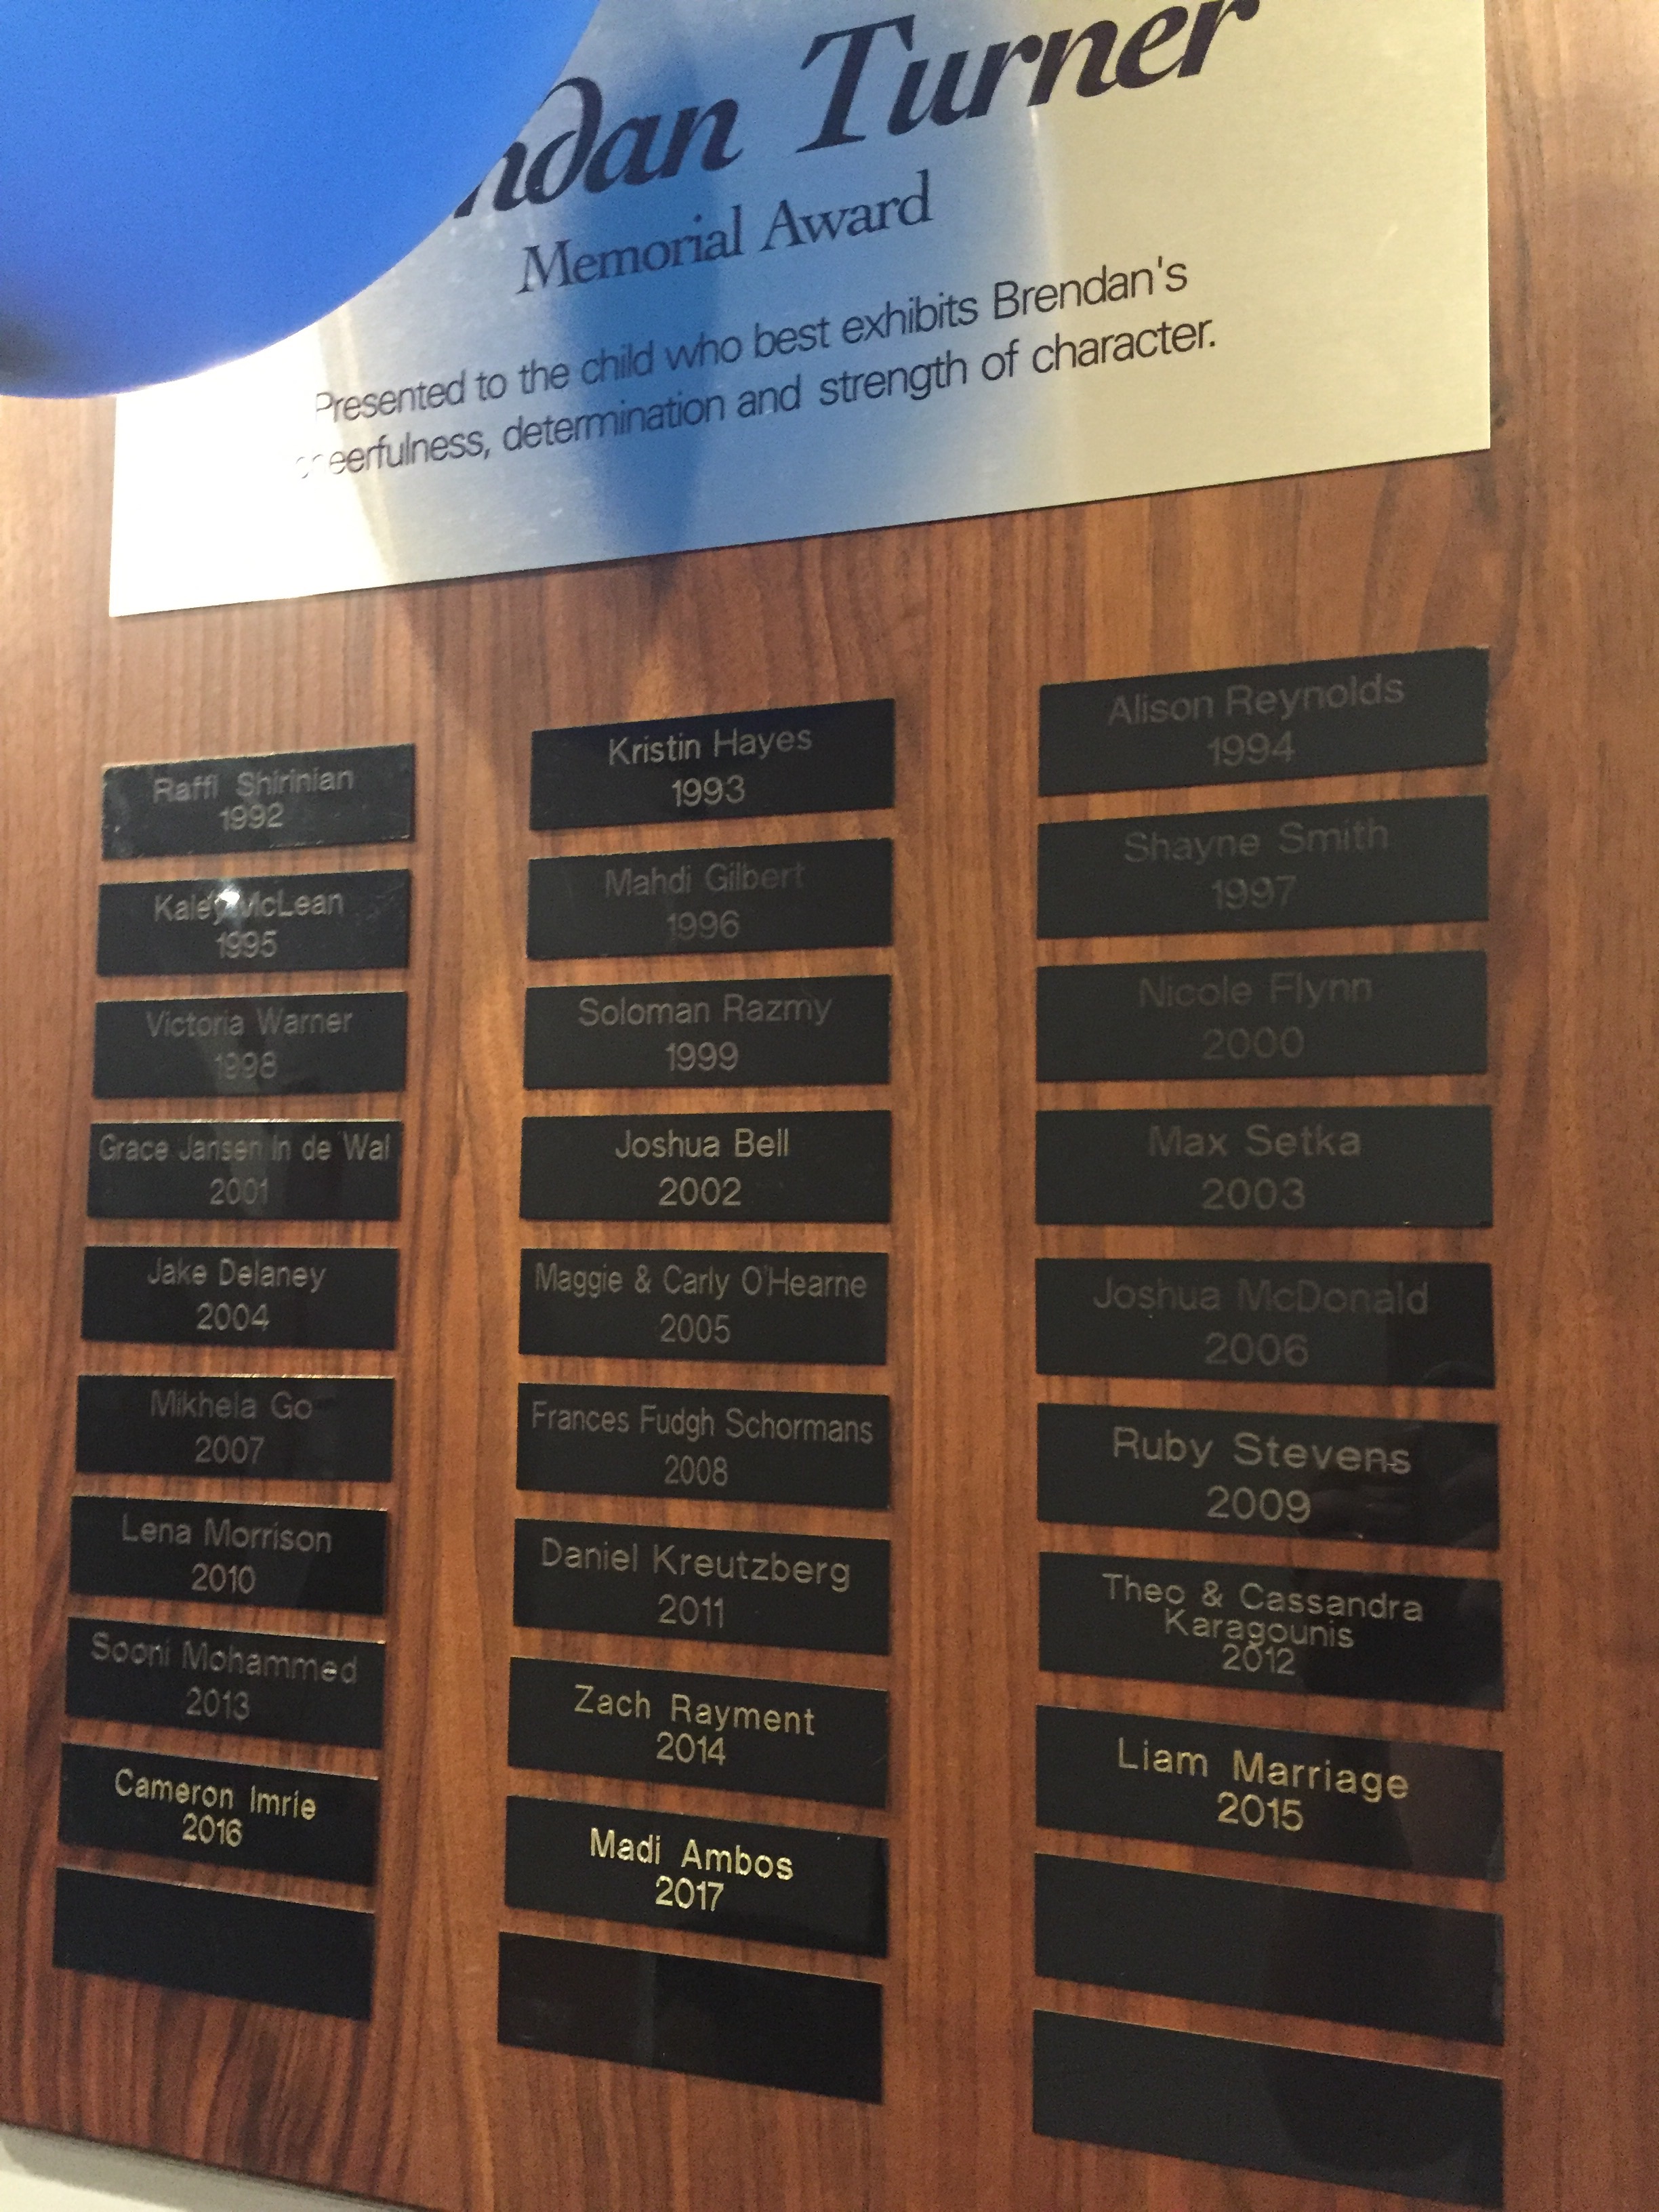 ndan Turner
Memorial Award
Presented to the child who best exhibits Brendan's
cheerfulness, determination and strength of character.
Raffi Shirinian
1992
Kristin Hayes
1993
Alison Reynolds
1994
Kaley McLean
1995
Mahdi Gilbert
1996
Shayne Smith
1997
Victoria Warner
1998
Soloman Razmy
1999
Nicole Flynn
2000
Grace Jansen in de Wal
2001
Joshua Bell
2002
Max Setka
2003
Jake Delaney
2004
Maggie & Carly O'Hearne
2005
Joshua McDonald
2006
Mikhela Go
2007
Frances Fudgh Schormans
2008
Ruby Stevens
2009
Lena Morrison
2010
Daniel Kreutzberg
2011
Theo & Cassandra
Karagounis
2012
Sooni Mohammed
2013
Zach Rayment
2014
Liam Marriage
2015
Cameron Imrie
2016
Madi Ambos
2017